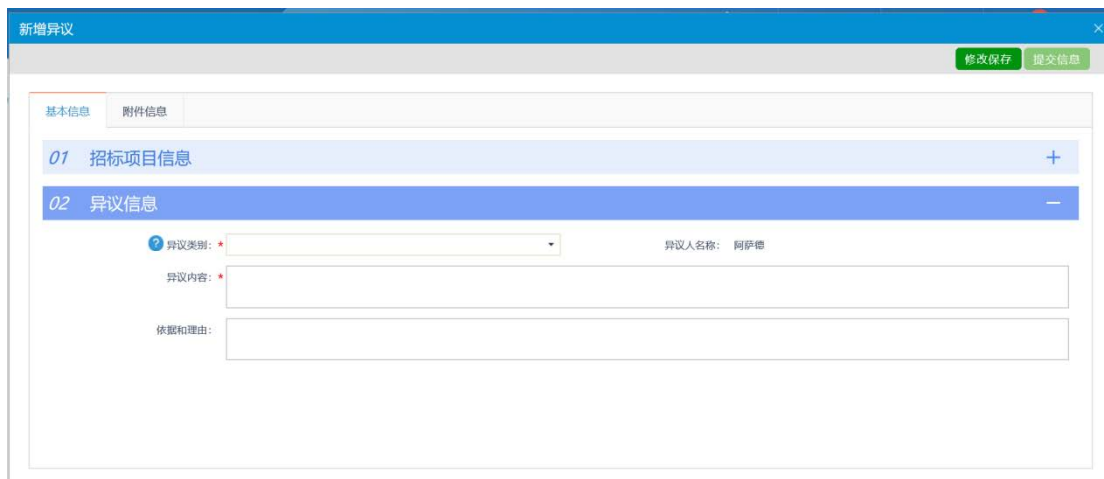 新增异议
修改保存 提交信息
基本信息 附件信息
01 招标项目信息
02 异议信息
异议类别: * 异议人名称: 阿萨德
异议内容: *
依据和理由: